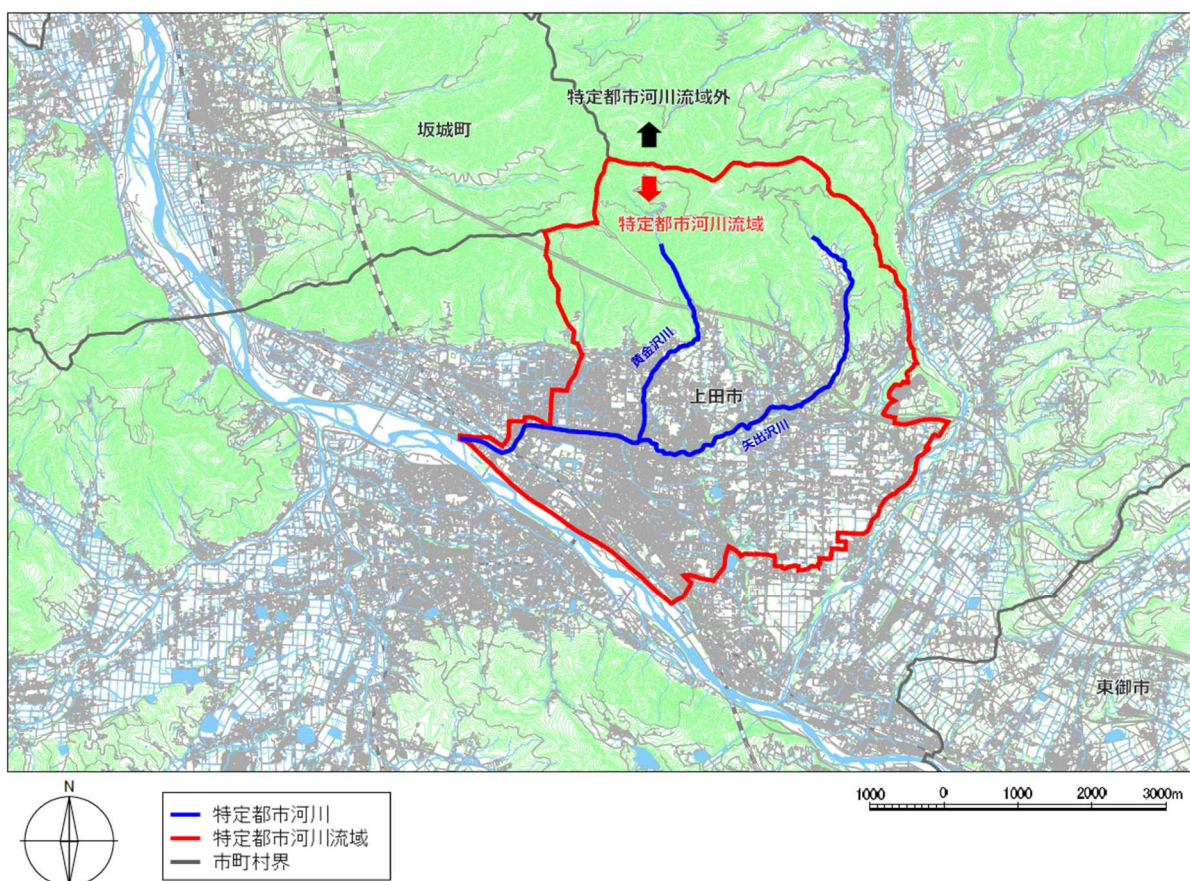 特定都市河川流域外
坂城町
特定都市河川流域
黄金沢川
上田市
矢出沢川
東御市
N
特定都市河川
特定都市河川流域
市町村界
1000 0 1000 2000 3000m